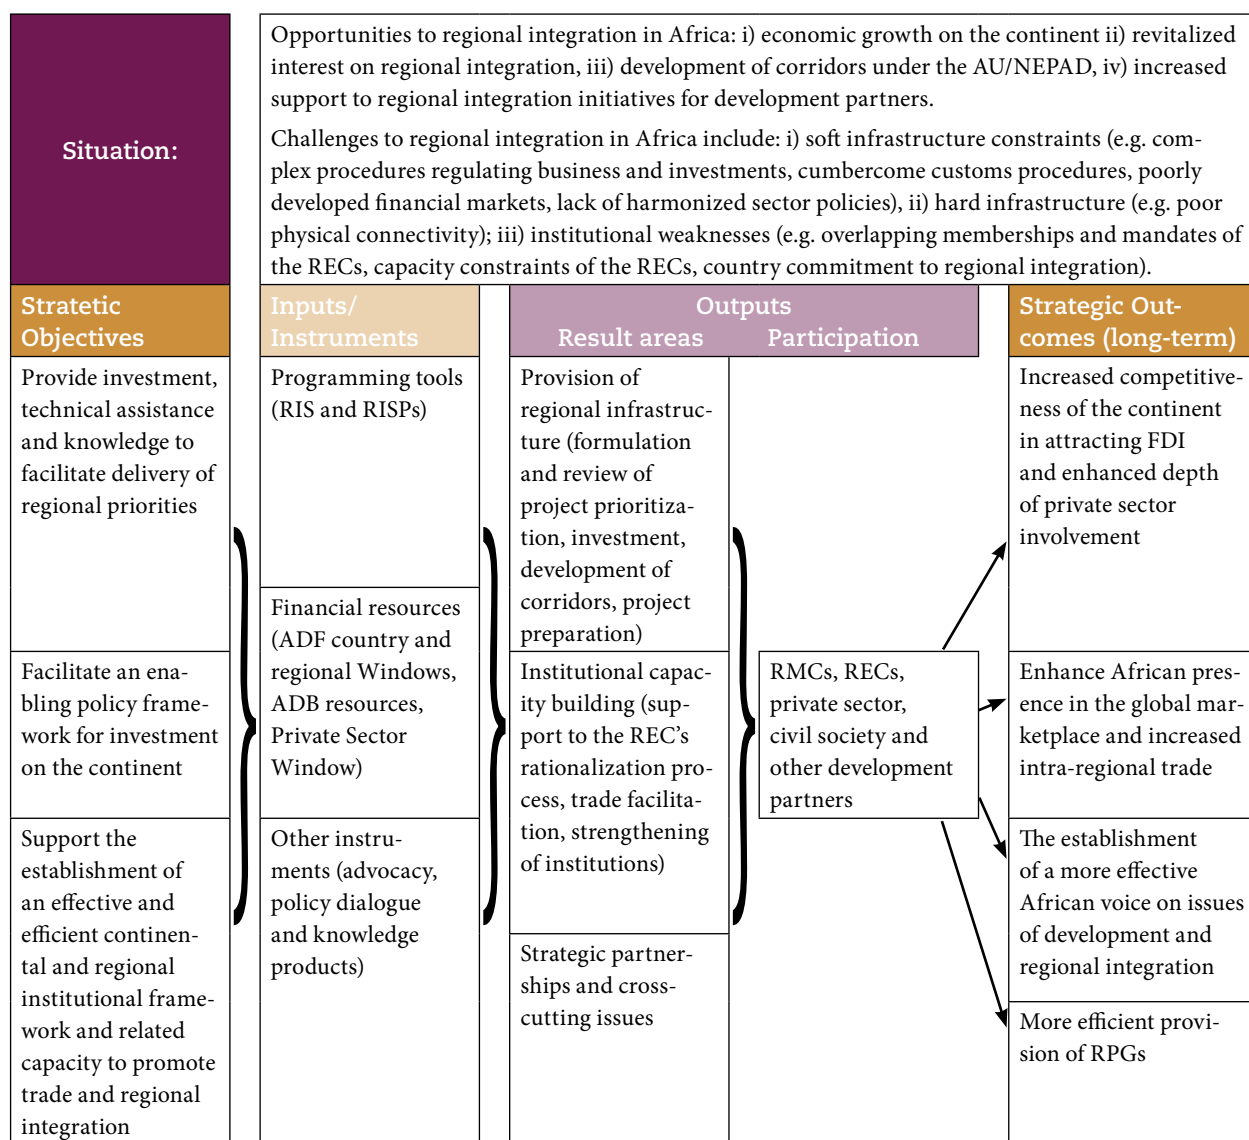 Situation:
Opportunities to regional integration in Africa: i) economic growth on the continent ii) revitalized
interest on regional integration, iii) development of corridors under the AU/NEPAD, iv) increased
support to regional integration initiatives for development partners.
Challenges to regional integration in Africa include: i) soft infrastructure constraints (e.g. com-
plex procedures regulating business and investments, cumbercome customs procedures, poorly
developed financial markets, lack of harmonized sector policies), ii) hard infrastructure (e.g. poor
physical connectivity); iii) institutional weaknesses (e.g. overlapping memberships and mandates of
the RECs, capacity constraints of the RECs, country commitment to regional integration).
Stratetic
Objectives
Inputs/
Instruments
Outputs
Result areas
Participation
Strategic Out-
comes (long-term)
Provide investment,
technical assistance
and knowledge to
facilitate delivery of
regional priorities
Facilitate an ena-
bling policy frame-
work for investment
on the continent
Support the
establishment of
an effective and
efficient continen-
tal and regional
institutional frame-
work and related
capacity to promote
trade and regional
integration
Programming tools
(RIS and RISPs)
Financial resources
(ADF country and
regional Windows,
ADB resources,
Private Sector
Window)
Other instru-
ments (advocacy,
policy dialogue
and knowledge
products)
Provision of
regional infrastruc-
ture (formulation
and review of
project prioritiza-
tion, investment,
development of
corridors, project
preparation)
Institutional capac-
ity building (sup-
port to the REC's
rationalization pro-
cess, trade facilita-
tion, strengthening
of institutions)
Strategic partner-
ships and cross-
cutting issues
RMCs, RECs,
private sector,
civil society and
other development
partners
Increased competitive-
ness of the continent
in attracting FDI
and enhanced depth
of private sector
involvement
Enhance African pres-
ence in the global mar-
ketplace and increased
intra-regional trade
The establishment
of a more effective
African voice on issues
of development and
regional integration
More efficient provi-
sion of RPGs